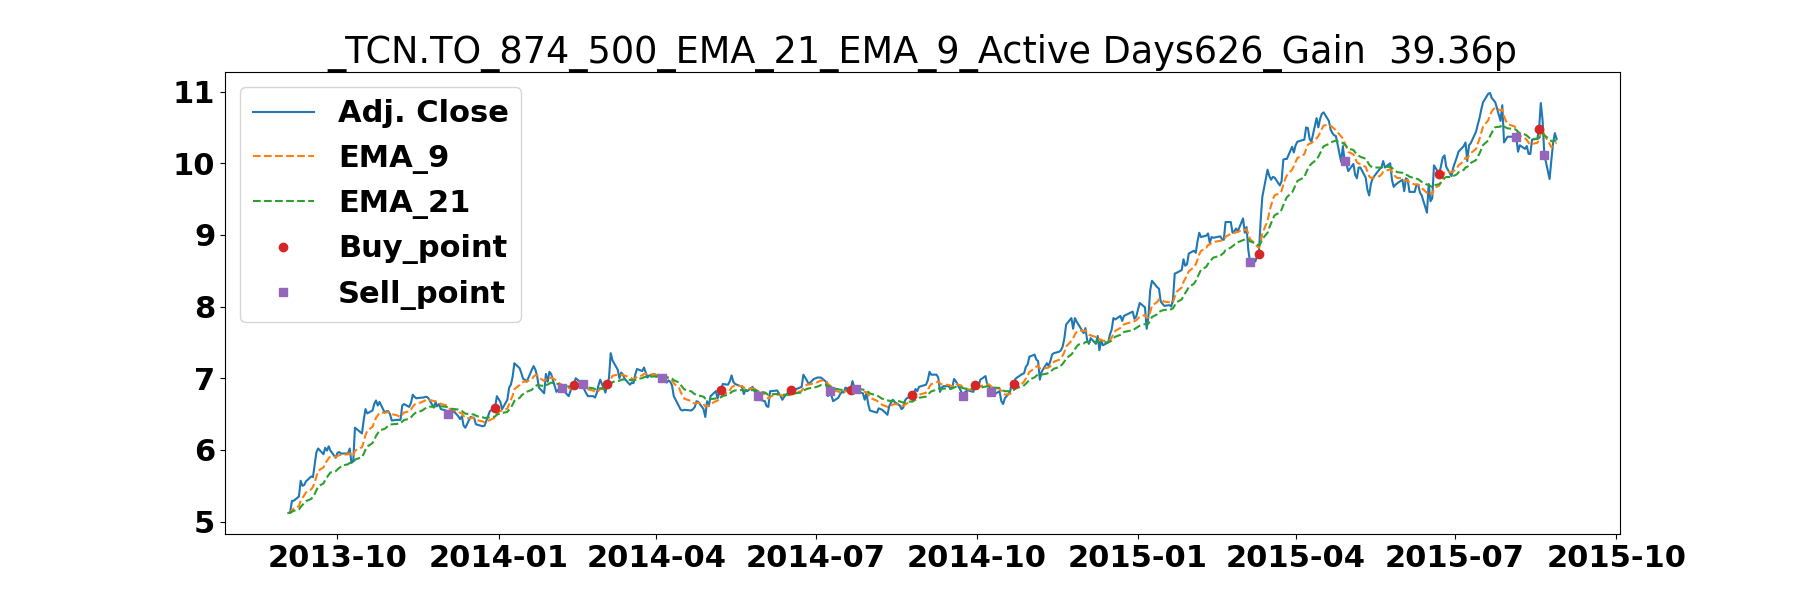 _TCN.TO_874_500_EMA_21_EMA_9_Active Days626_Gain  39.36p
11
10
9
8
7
6
5
Adj. Close
EMA_9
EMA_21
Buy_point
Sell_point
2013-10 2014-01 2014-04 2014-07 2014-10 2015-01 2015-04 2015-07 2015-10